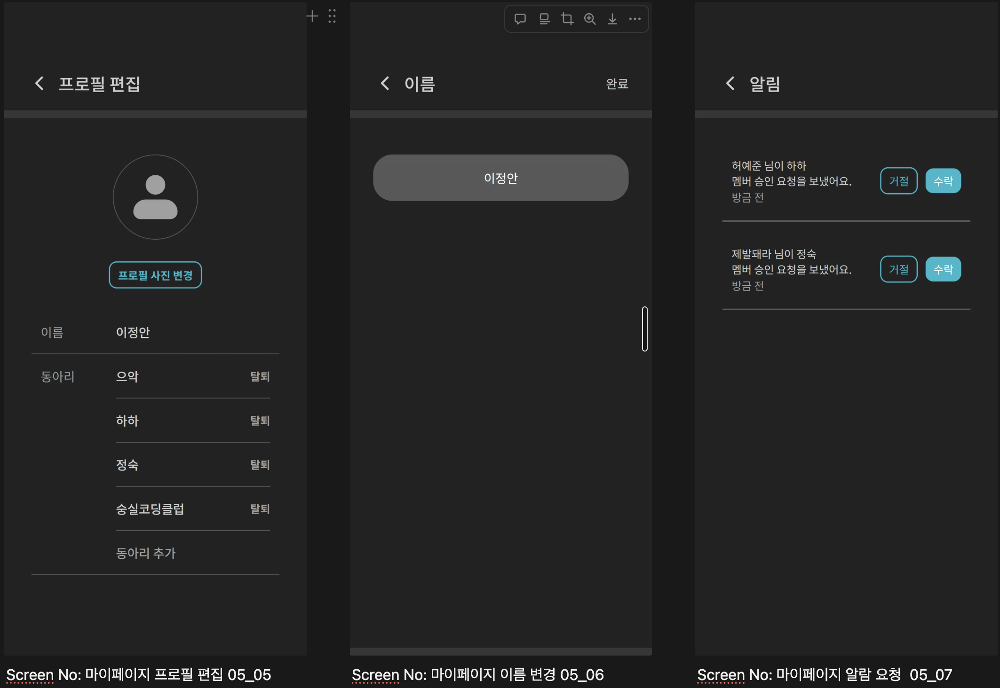 프로필 편집
프로필 사진 변경
이름 이정안
동아리 으악 탈퇴
하하 탈퇴
정숙 탈퇴
숭실코딩클럽 탈퇴
동아리 추가
Screen No: 마이페이지 프로필 편집 05_05
이름 완료
이정안
Screen No: 마이페이지 이름 변경 05_06
알림
허예준 님이 하하
멤버 승인 요청을 보냈어요.
방금 전
거절 수락
제발돼라 님이 정숙
멤버 승인 요청을 보냈어요.
방금 전
거절 수락
Screen No: 마이페이지 알람 요청 05_07